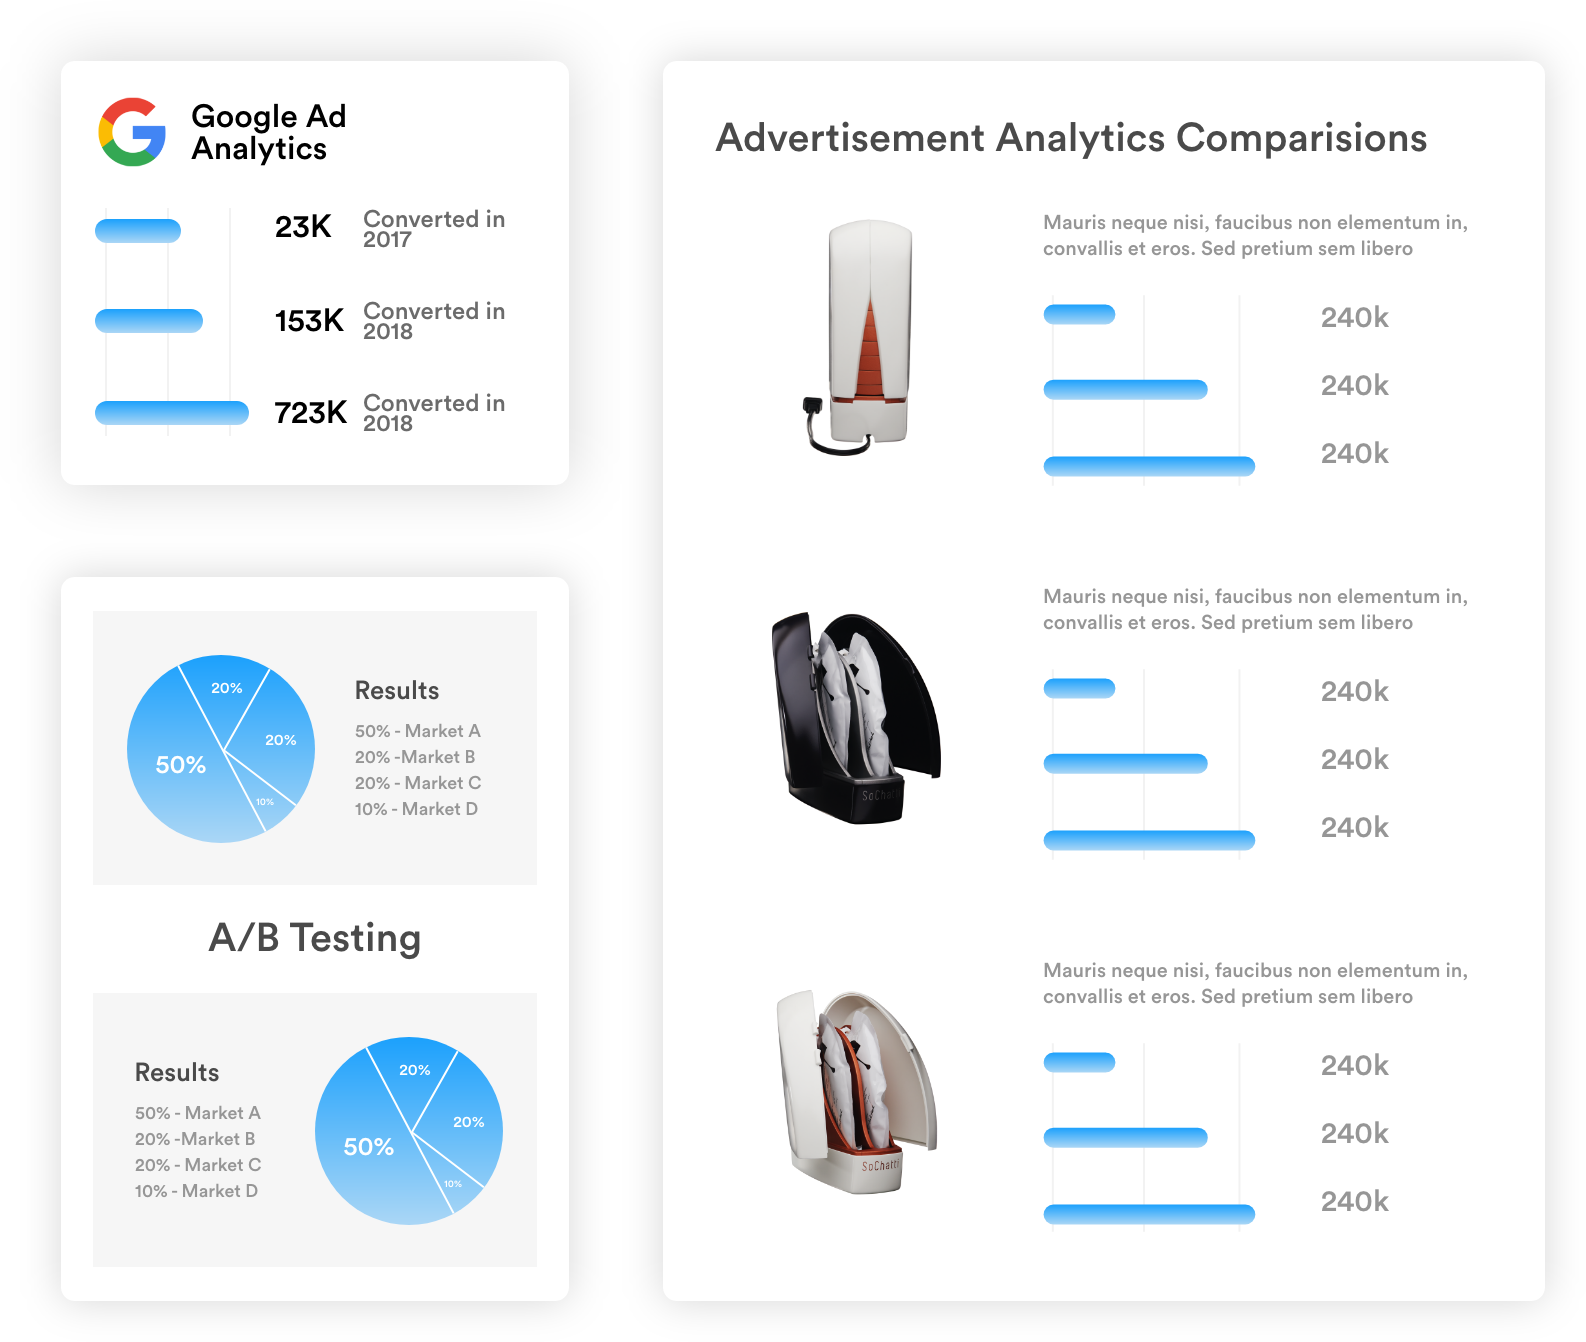 Google Ad
Analytics
23K
Converted in
2017
153K
Converted in
2018
723K
Converted in
2018
20%
20%
50%
10%
Results
50% - Market A
20% -Market B
20% - Market C
10% - Market D
A/B Testing
Results
50% - Market A
20% -Market B
20% - Market C
10% - Market D
20%
20%
50%
10%
Advertisement Analytics Comparisions
Mauris neque nisi, faucibus non elementum in,
convallis et eros. Sed pretium sem libero
240k
240k
240k
Mauris neque nisi, faucibus non elementum in,
convallis et eros. Sed pretium sem libero
240k
240k
240k
SoChatti
Mauris neque nisi, faucibus non elementum in,
convallis et eros. Sed pretium sem libero
240k
240k
240k
SoChatti